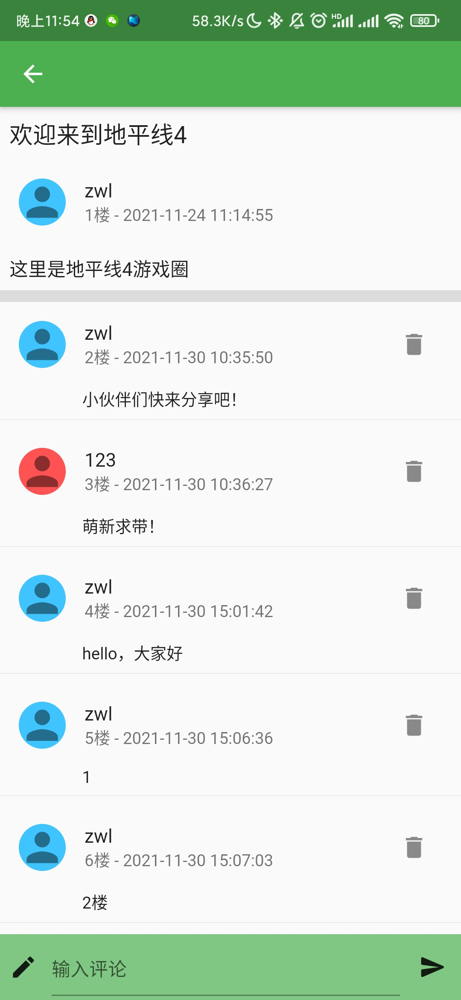 晚上11:54 58.3K/s HD 80
欢迎来到地平线4
zwl
1楼 - 2021-11-24 11:14:55
这里是地平线4游戏圈
zwl
2楼 - 2021-11-30 10:35:50
小伙伴们快来分享吧！
123
3楼 - 2021-11-30 10:36:27
萌新求带！
zwl
4楼 - 2021-11-30 15:01:42
hello，大家好
zwl
5楼 - 2021-11-30 15:06:36
1
zwl
6楼 - 2021-11-30 15:07:03
2楼
输入评论